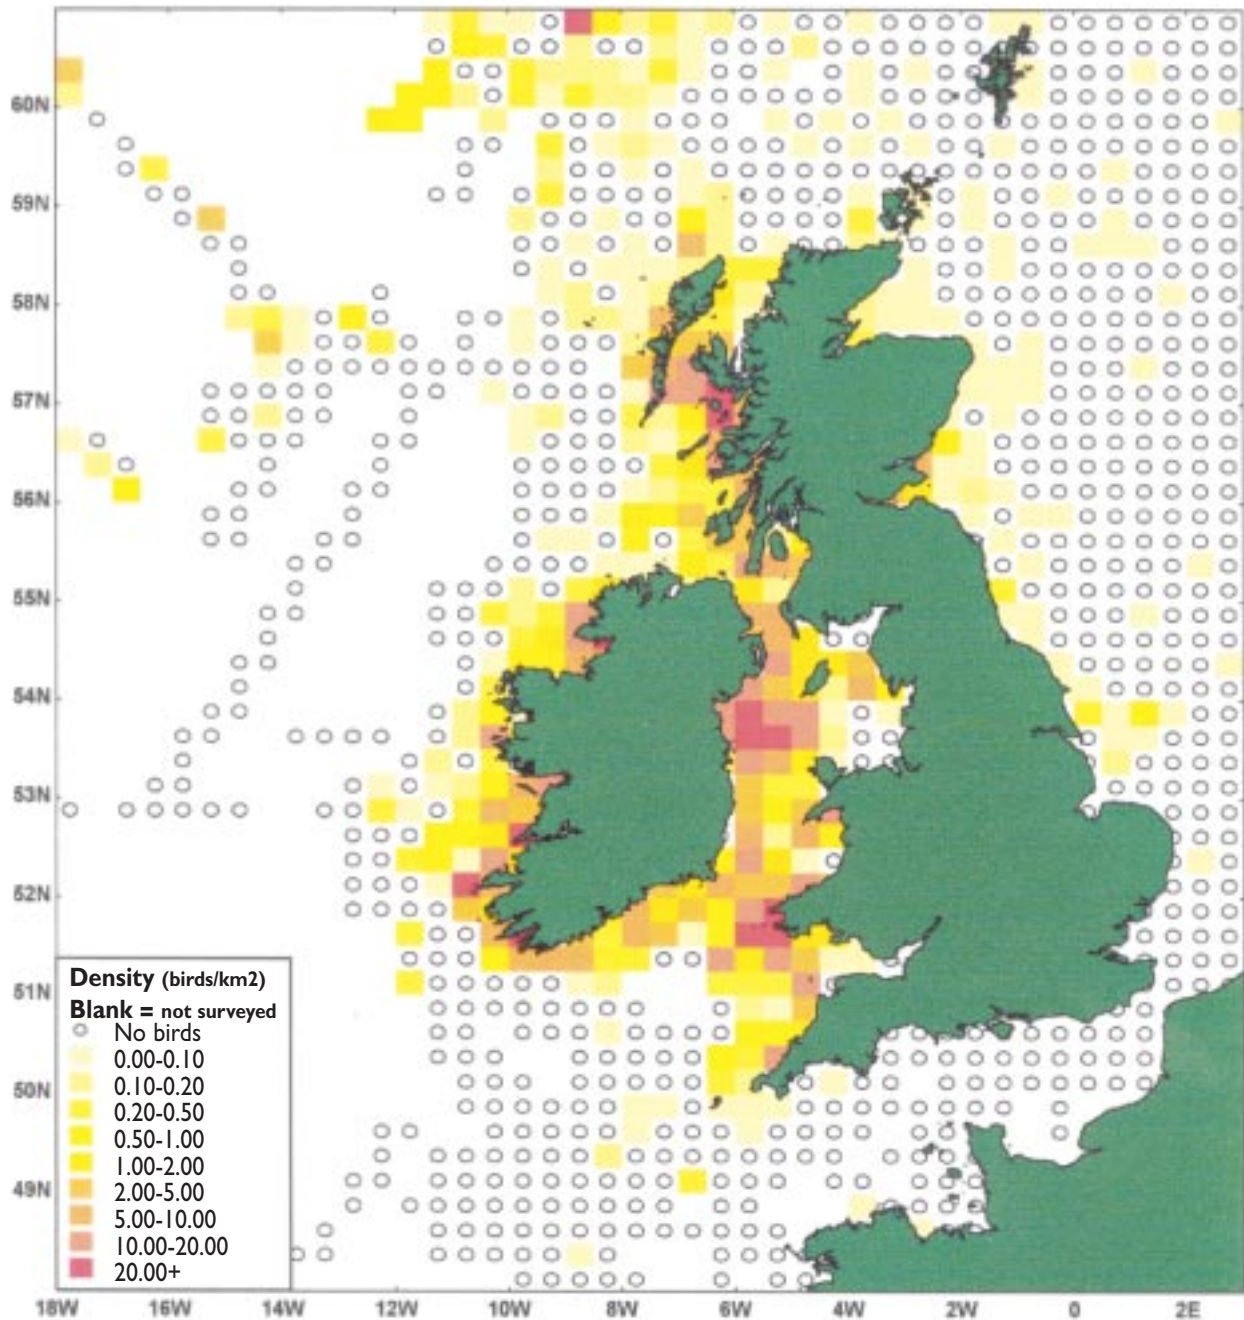 60N
59N
58N
57N
56N
55N
54N
53N
52N
51N
50N
49N
Density (birds/km2)
Blank = not surveyed
No birds
0.00-0.10
0.10-0.20
0.20-0.50
0.50-1.00
1.00-2.00
2.00-5.00
5.00-10.00
10.00-20.00
20.00+
18W 16W 14W 12W 10W 8W 6W 4W 2W 0 2E